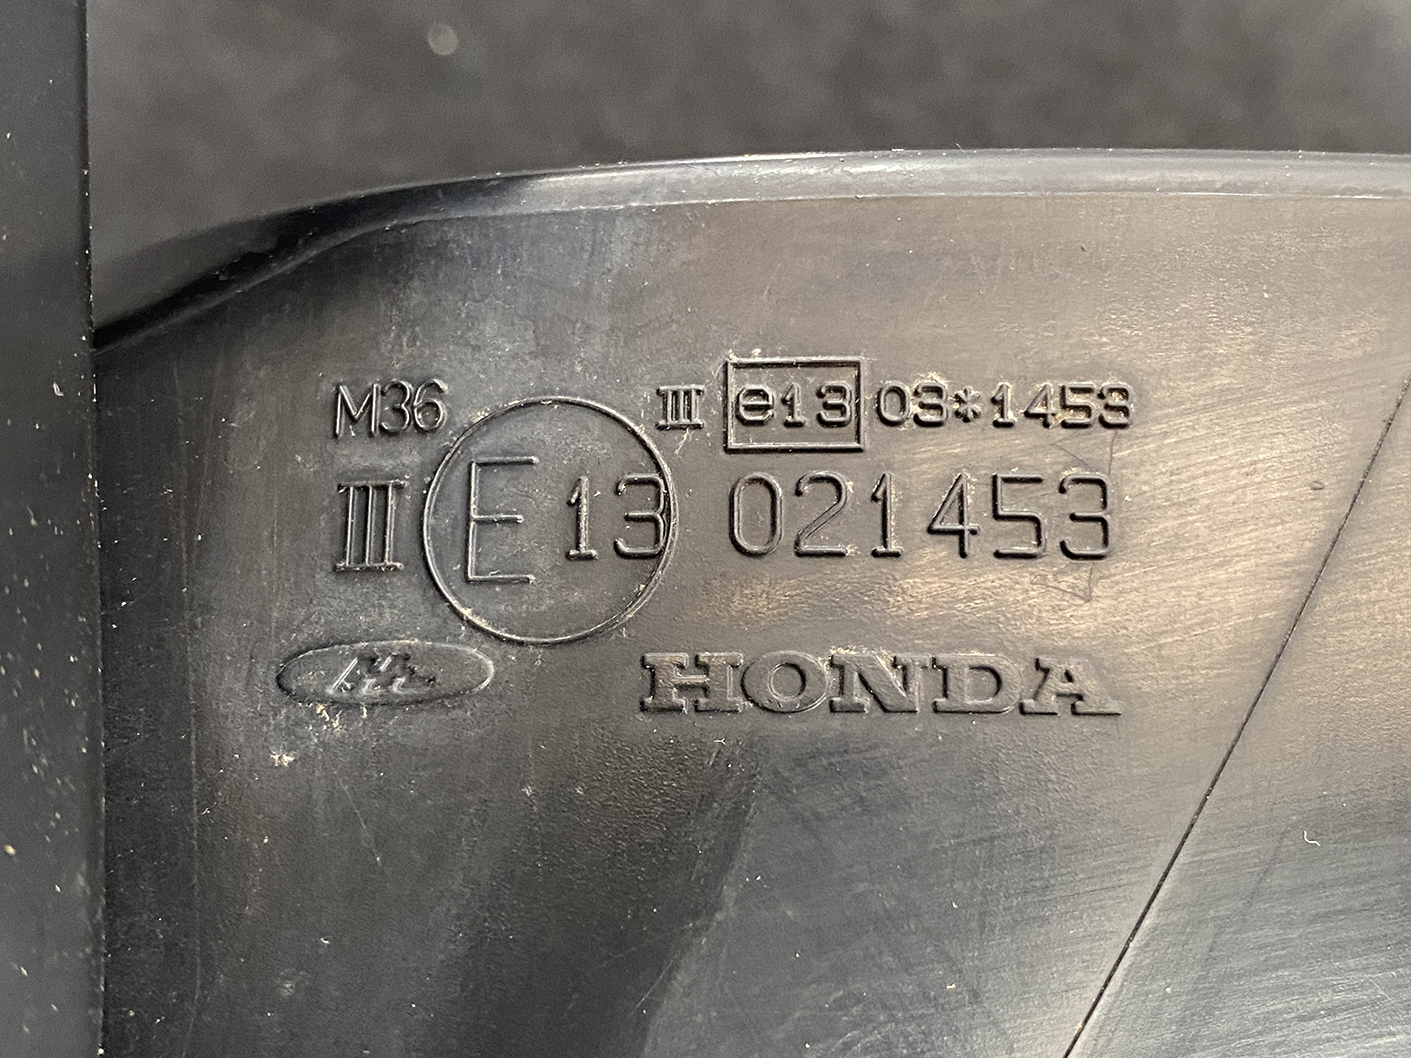 M36 III e13 03*1453
III E 13 021453
HONDA